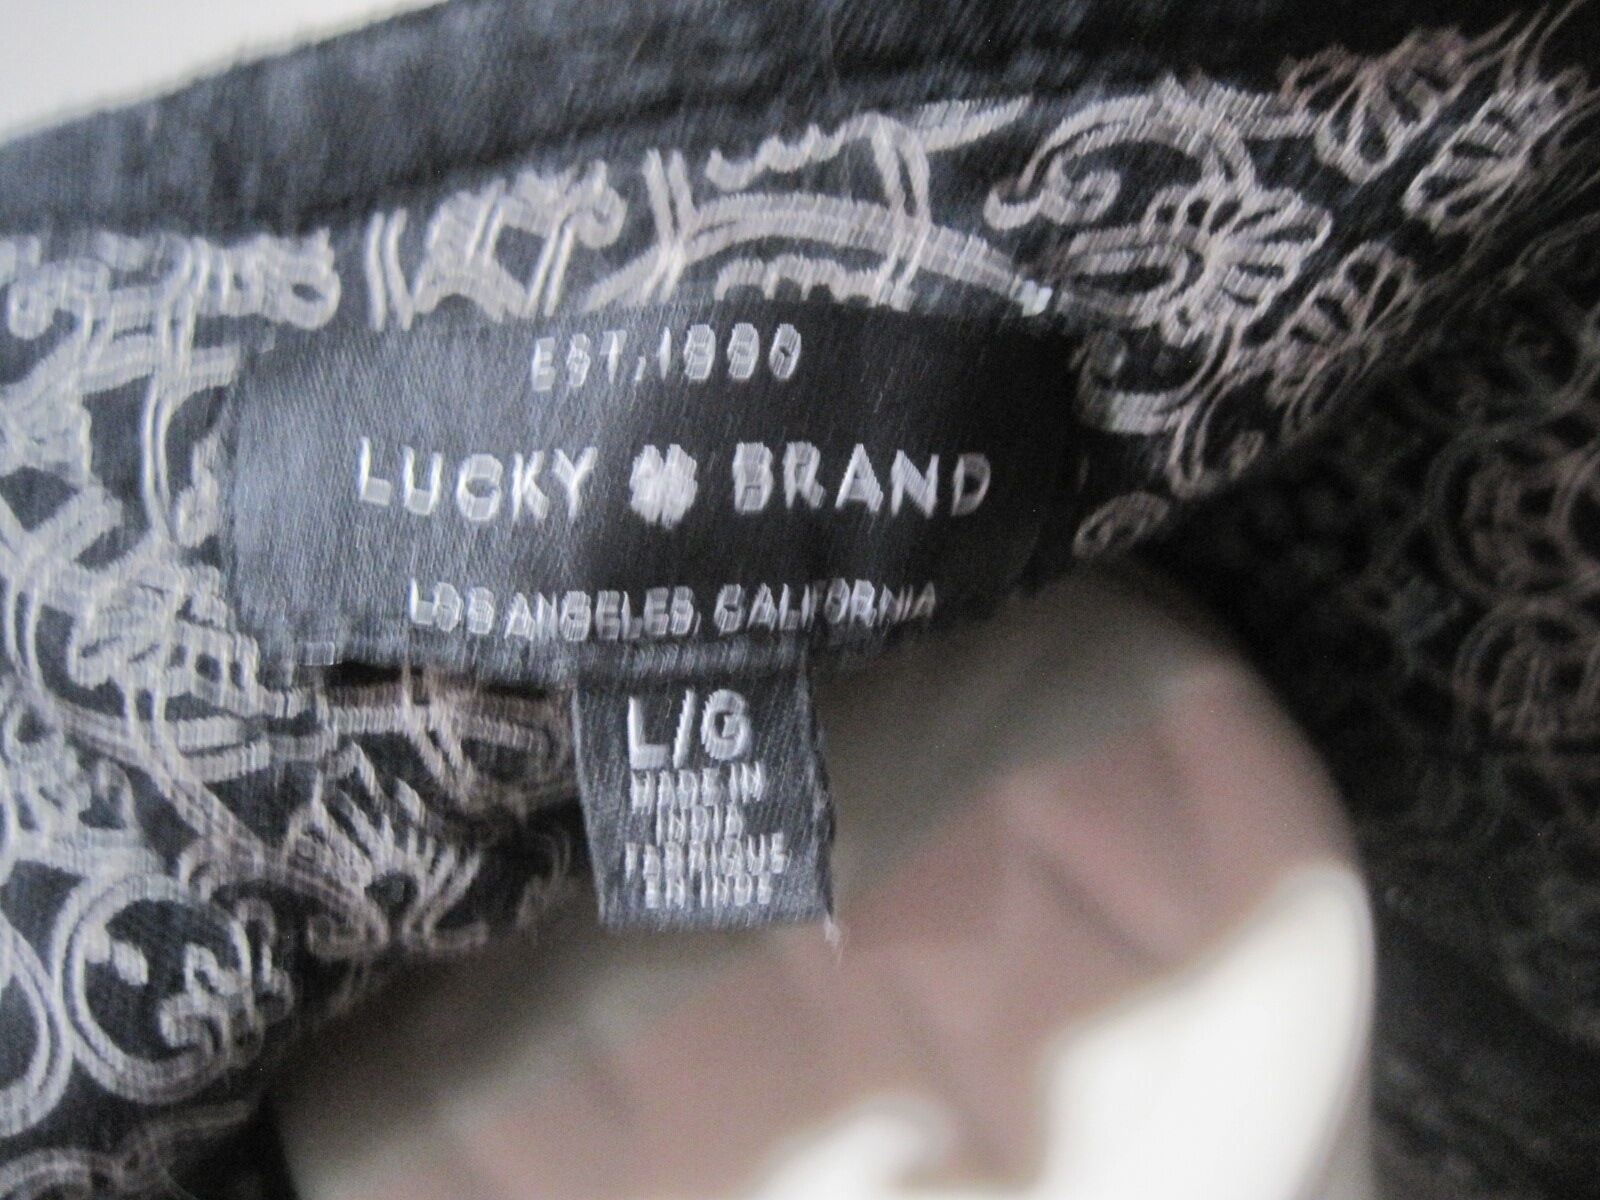 EST. 1990
LUCKY BRAND
LOS ANGELES, CALIFORNIA
L/G
MADE IN
INDIA
FABRIQUE
EN INDE